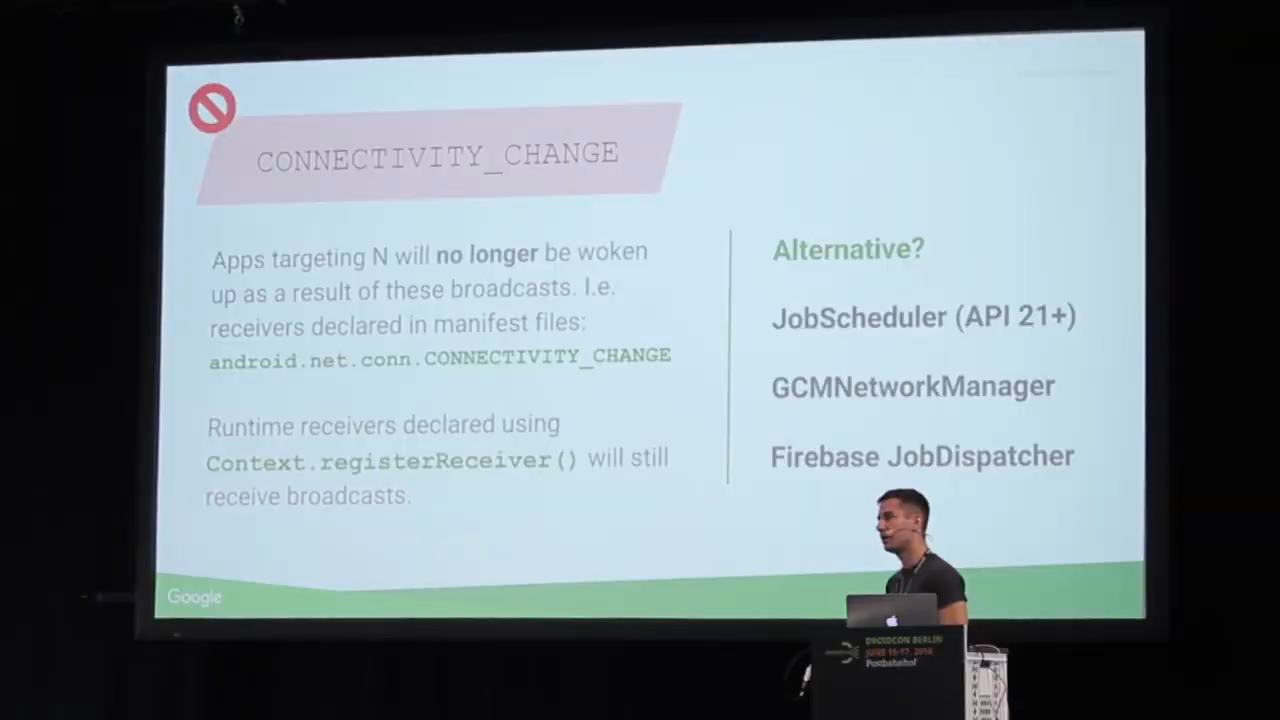 CONNECTIVITY_CHANGE
Apps targeting N will no longer be woken
up as a result of these broadcasts. I.e.
receivers declared in manifest files:
android.net.conn.CONNECTIVITY_CHANGE
Runtime receivers declared using
Context.registerReceiver() will still
receive broadcasts.
Alternative?
JobScheduler (API 21+)
GCMNetworkManager
Firebase JobDispatcher
Google
DROIDCON BERLIN
JUNE 15-17, 2016
Postbahnhof